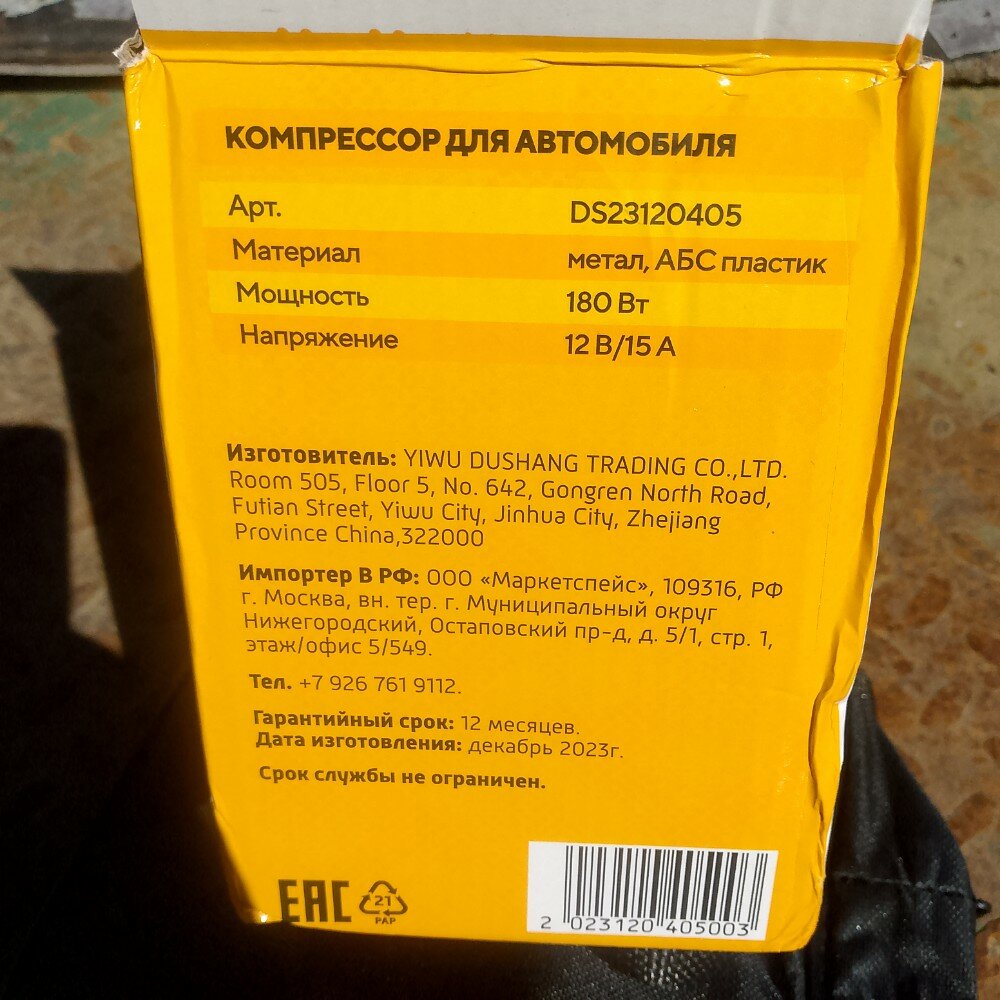 КОМПРЕССОР ДЛЯ АВТОМОБИЛЯ
Арт. DS23120405
Материал метал, АБС пластик
Мощность 180 Вт
Напряжение 12 В/15 А
Изготовитель: YIWU DUSHANG TRADING CO.,LTD.
Room 505, Floor 5, No. 642, Gongren North Road,
Futian Street, Yiwu City, Jinhua City, Zhejiang
Province China,322000
Импортер В РФ: ООО «Маркетспейс», 109316, РФ
г. Москва, вн. тер. г. Муниципальный округ
Нижегородский, Остаповский пр-д, д. 5/1, стр. 1,
этаж/офис 5/549.
Тел. +7 926 761 9112.
Гарантийный срок: 12 месяцев.
Дата изготовления: декабрь 2023г.
Срок службы не ограничен.
EAC 21
PAP
2 023120 405003